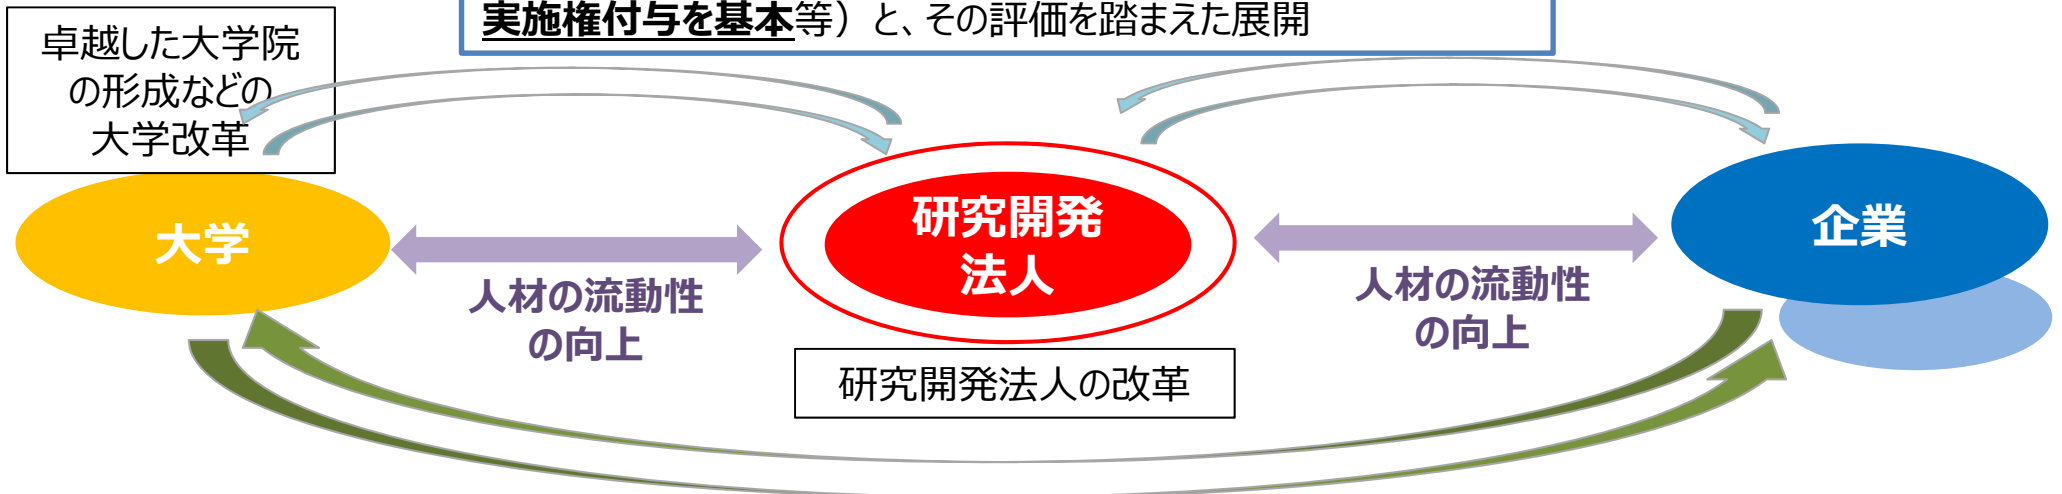 実施権付与を基本等）と、その評価を踏まえた展開
卓越した大学院
の形成などの
大学改革
大学
人材の流動性
の向上
研究開発
法人
研究開発法人の改革
人材の流動性
の向上
企業